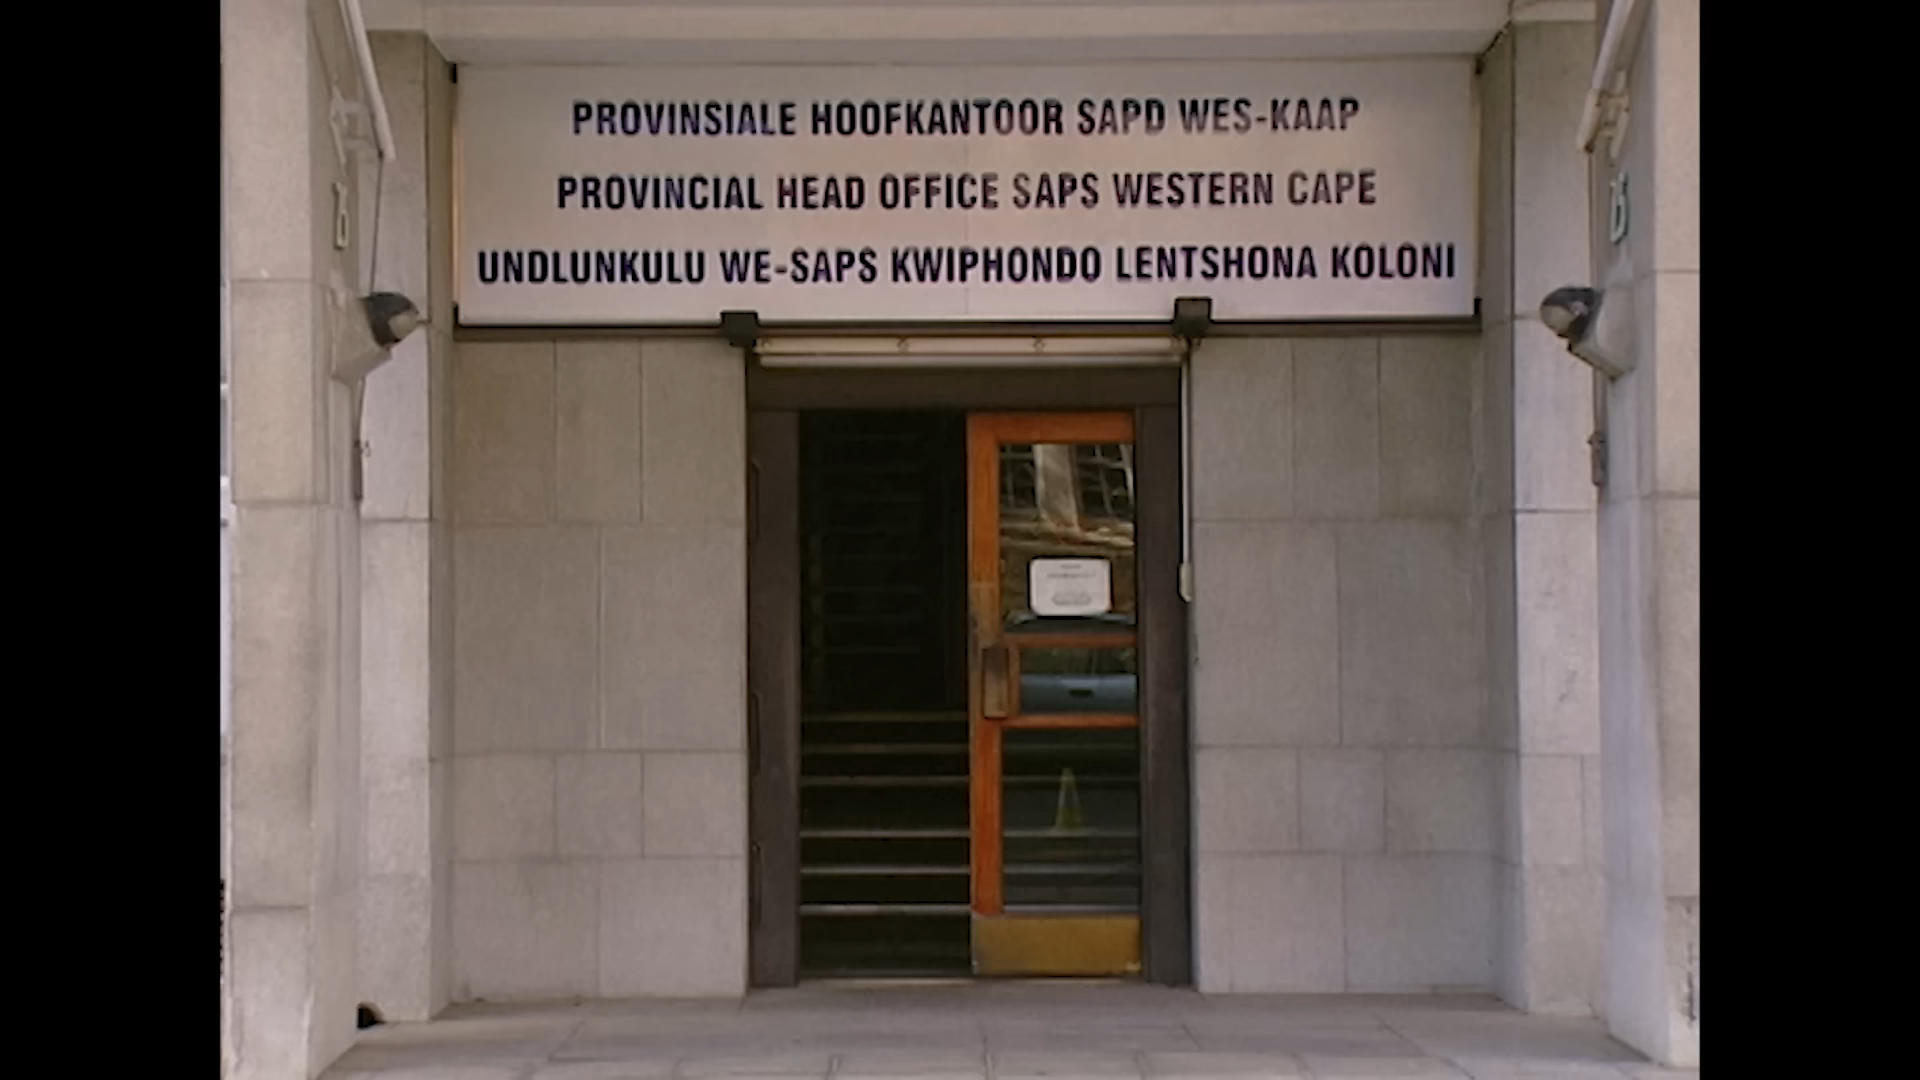 PROVINSIALE HOOFKANTOOR SAPD WES-KAAP
PROVINCIAL HEAD OFFICE SAPS WESTERN CAPE
UNDLUNKULU WE-SAPS KWIPHONDO LENTSHONA KOLONI